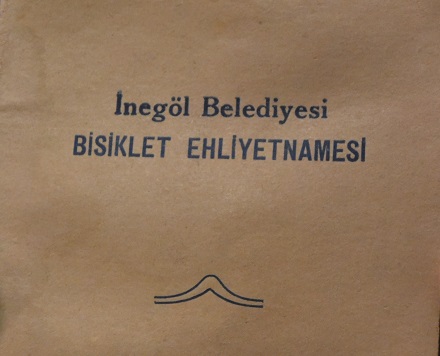 İnegöl Belediyesi
BİSİKLET EHLİYETNAMESİ